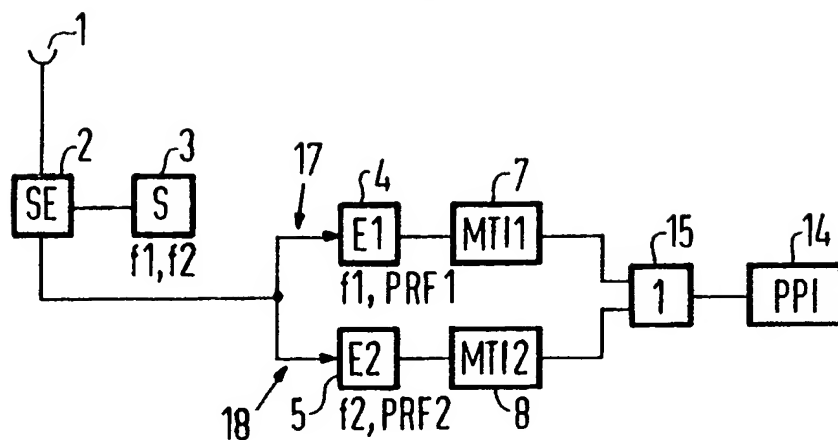 1
2
3
SE
S
f1,f2
17
4
E1
f1, PRF1
7
MTI1
15
1
14
PPI
18
5
E2
f2, PRF2
MTI2
8